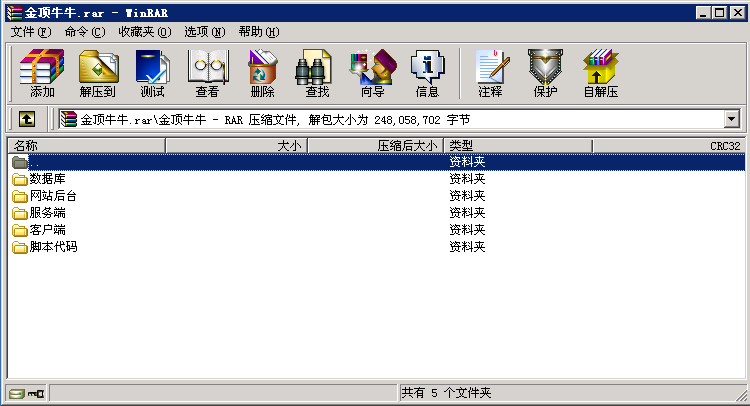 金顶牛牛.rar - WinRAR
文件(F) 命令(C) 收藏夹(O) 选项(N) 帮助(H)
添加 解压到 测试 查看 删除 查找 向导 信息 注释 保护 自解压
金顶牛牛.rar\金顶牛牛 - RAR 压缩文件, 解包大小为 248,058,702 字节
名称 大小 压缩后大小 类型 CRC32
.. 资料夹
数据库 资料夹
网站后台 资料夹
服务端 资料夹
客户端 资料夹
脚本代码 资料夹
共有 5 个文件夹